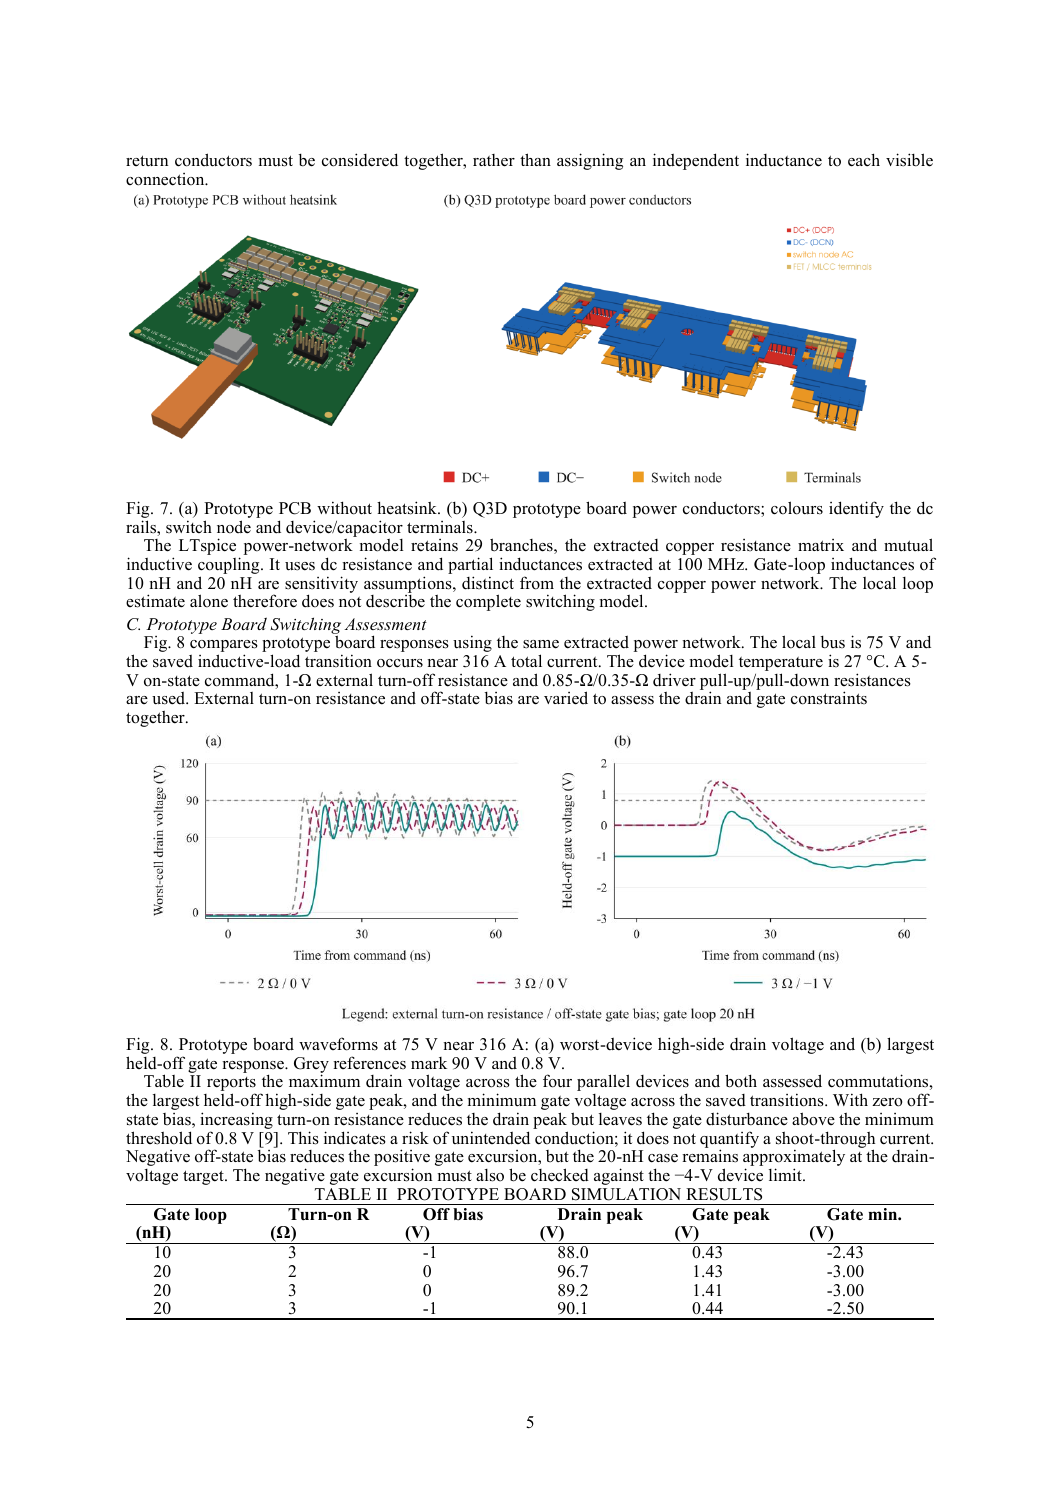 return conductors must be considered together, rather than assigning an independent inductance to each visible
connection.
(a) Prototype PCB without heatsink
(b) Q3D prototype board power conductors
DC+ (DCP)
DC- (DCN)
switch node AC
FET / MLCC terminals
DC+
DC−
Switch node
Terminals
Fig. 7. (a) Prototype PCB without heatsink. (b) Q3D prototype board power conductors; colours identify the dc
rails, switch node and device/capacitor terminals.
The LTspice power-network model retains 29 branches, the extracted copper resistance matrix and mutual
inductive coupling. It uses dc resistance and partial inductances extracted at 100 MHz. Gate-loop inductances of
10 nH and 20 nH are sensitivity assumptions, distinct from the extracted copper power network. The local loop
estimate alone therefore does not describe the complete switching model.
C. Prototype Board Switching Assessment
Fig. 8 compares prototype board responses using the same extracted power network. The local bus is 75 V and
the saved inductive-load transition occurs near 316 A total current. The device model temperature is 27 °C. A 5-
V on-state command, 1-Ω external turn-off resistance and 0.85-Ω/0.35-Ω driver pull-up/pull-down resistances
are used. External turn-on resistance and off-state bias are varied to assess the drain and gate constraints
together.
(a)
120
90
60
0
0 30 60
Worst-cell drain voltage (V)
Time from command (ns)
(b)
2
1
0
-1
-2
-3
0 30 60
Held-off gate voltage (V)
Time from command (ns)
2 Ω / 0 V
3 Ω / 0 V
3 Ω / −1 V
Legend: external turn-on resistance / off-state gate bias; gate loop 20 nH
Fig. 8. Prototype board waveforms at 75 V near 316 A: (a) worst-device high-side drain voltage and (b) largest
held-off gate response. Grey references mark 90 V and 0.8 V.
Table II reports the maximum drain voltage across the four parallel devices and both assessed commutations,
the largest held-off high-side gate peak, and the minimum gate voltage across the saved transitions. With zero off-
state bias, increasing turn-on resistance reduces the drain peak but leaves the gate disturbance above the minimum
threshold of 0.8 V [9]. This indicates a risk of unintended conduction; it does not quantify a shoot-through current.
Negative off-state bias reduces the positive gate excursion, but the 20-nH case remains approximately at the drain-
voltage target. The negative gate excursion must also be checked against the −4-V device limit.
TABLE II PROTOTYPE BOARD SIMULATION RESULTS
Gate loop Turn-on R Off bias Drain peak Gate peak Gate min.
(nH) (Ω) (V) (V) (V) (V)
10 3 -1 88.0 0.43 -2.43
20 2 0 96.7 1.43 -3.00
20 3 0 89.2 1.41 -3.00
20 3 -1 90.1 0.44 -2.50
5